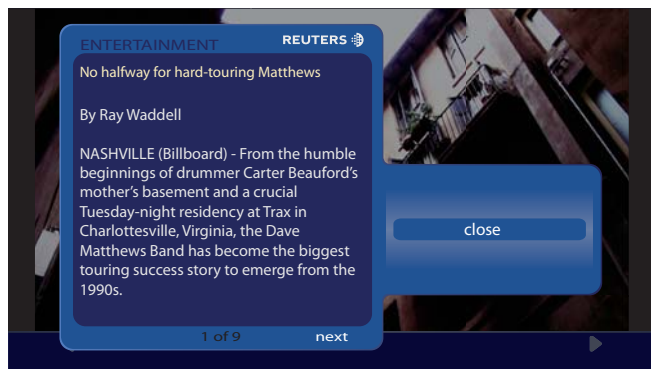 ENTERTAINMENT
REUTERS
No halfway for hard-touring Matthews
By Ray Waddell
NASHVILLE (Billboard) - From the humble
beginnings of drummer Carter Beauford’s
mother’s basement and a crucial
Tuesday-night residency at Trax in
Charlottesville, Virginia, the Dave
Matthews Band has become the biggest
touring success story to emerge from the
1990s.
1 of 9
next
close